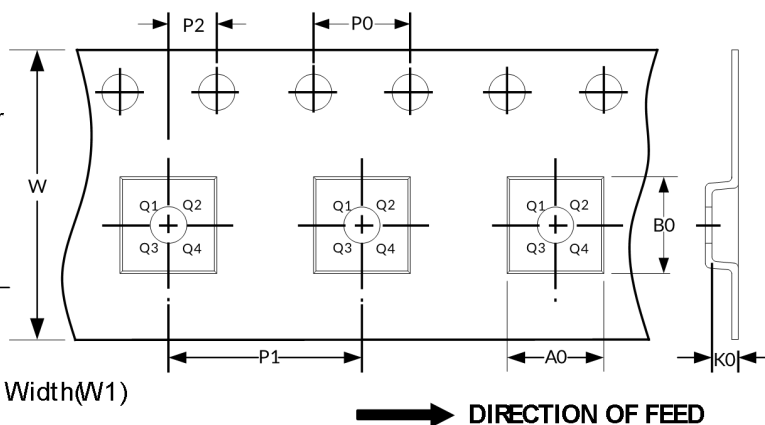 P2
P0
r
W
Q1 Q2
Q3 Q4
Q1 Q2
Q3 Q4
Q1 Q2
Q3 Q4
B0
P1
A0
K0
Width(W1)
DIRECTION OF FEED